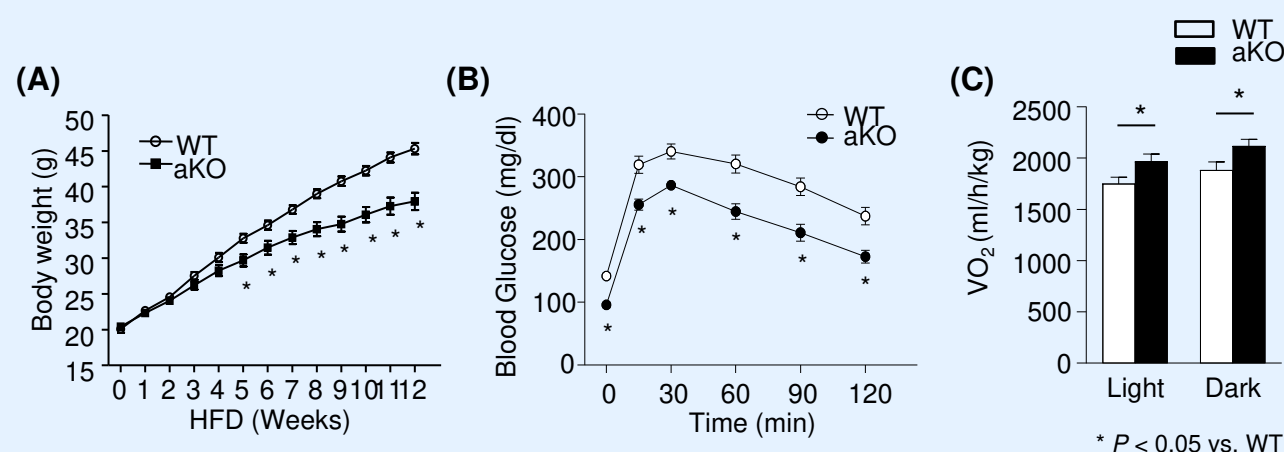 WT
aKO
(A)
(B)
(C)
Body weight (g)
50
45
40
35
30
25
20
15
WT
aKO
*
*
*
*
*
*
*
*
0 1 2 3 4 5 6 7 8 9 10 11 12
HFD (Weeks)
Blood Glucose (mg/dl)
400
300
200
100
0
WT
aKO
*
*
*
*
*
*
0 30 60 90 120
Time (min)
VO2 (ml/h/kg)
2500
2000
1500
1000
500
0
*
*
Light Dark
* P < 0.05 vs. WT